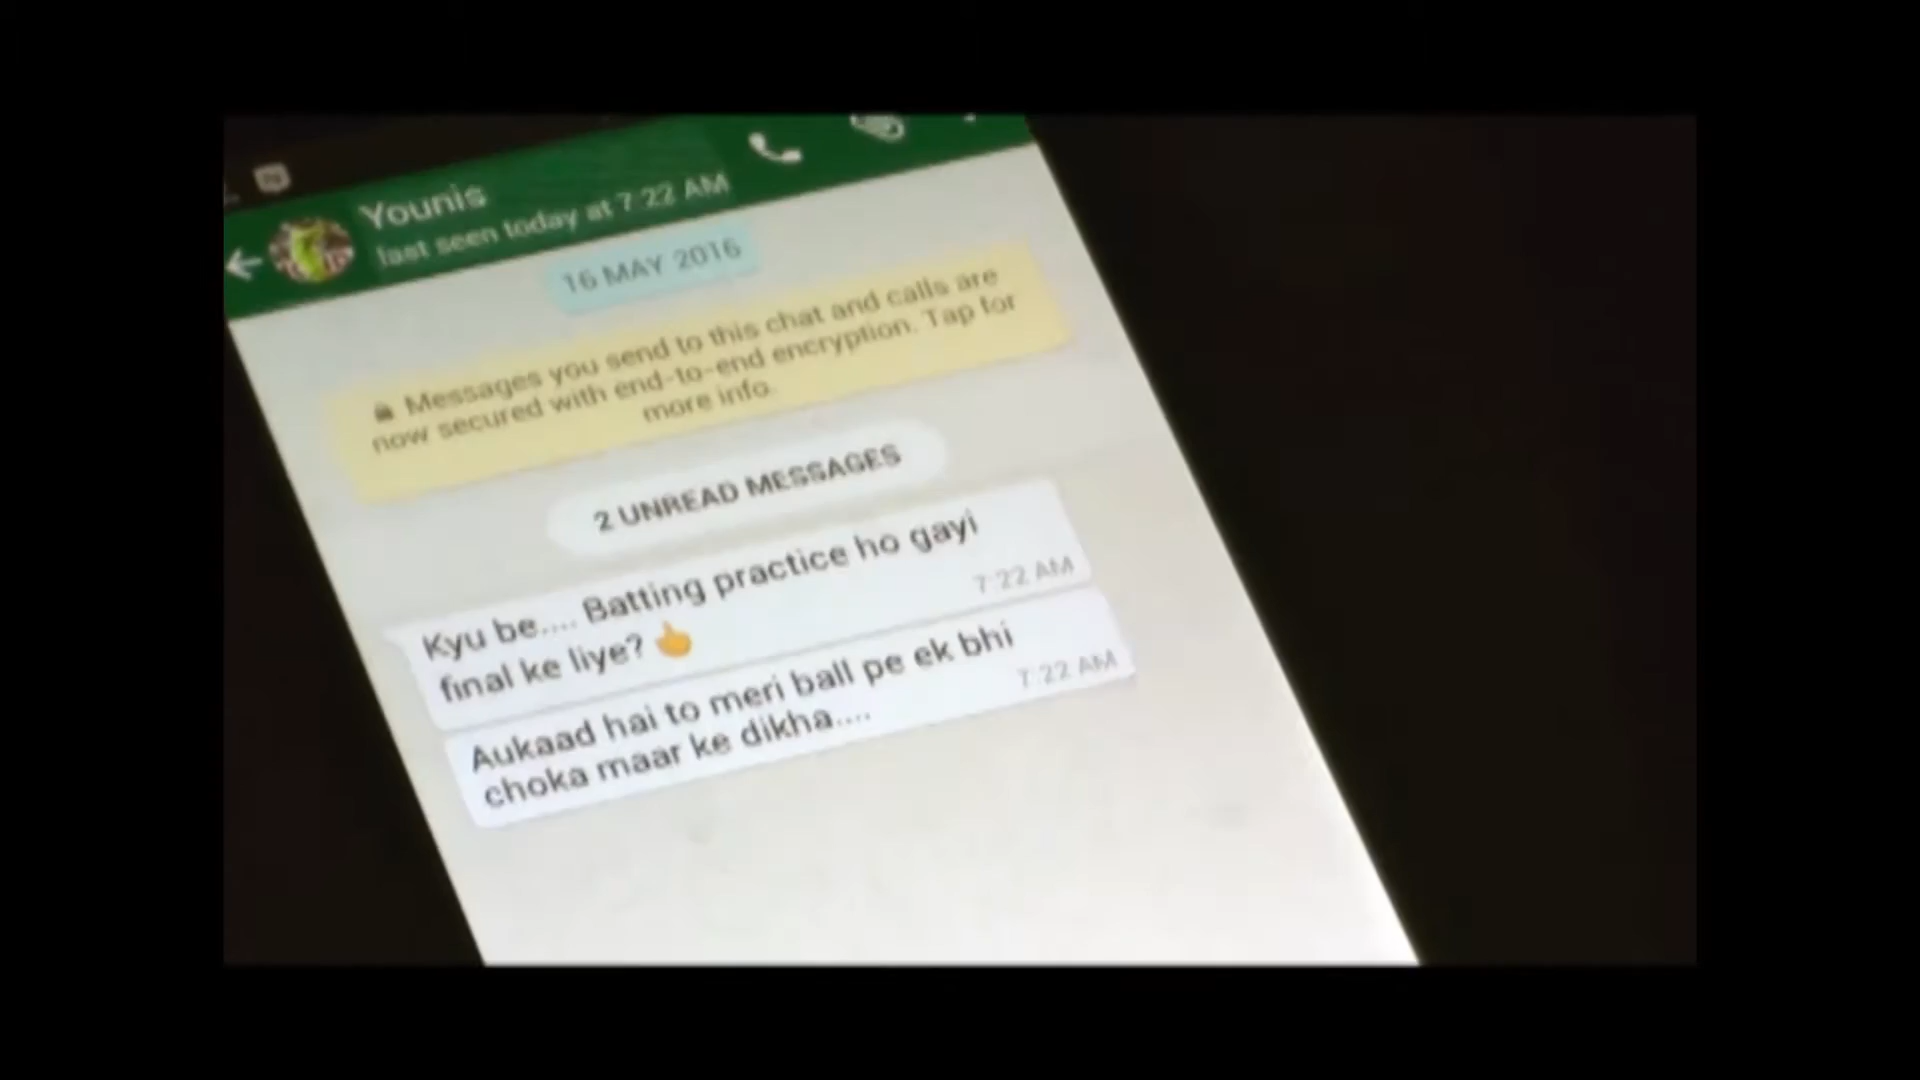 Younis
last seen today at 7:22 AM
16 MAY 2016
Messages you send to this chat and calls are
now secured with end-to-end encryption. Tap for
more info.
2 UNREAD MESSAGES
Kyu be.... Batting practice ho gayi
final ke liye? 👆
7:22 AM
Aukaad hai to meri ball pe ek bhi
choka maar ke dikha....
7:22 AM